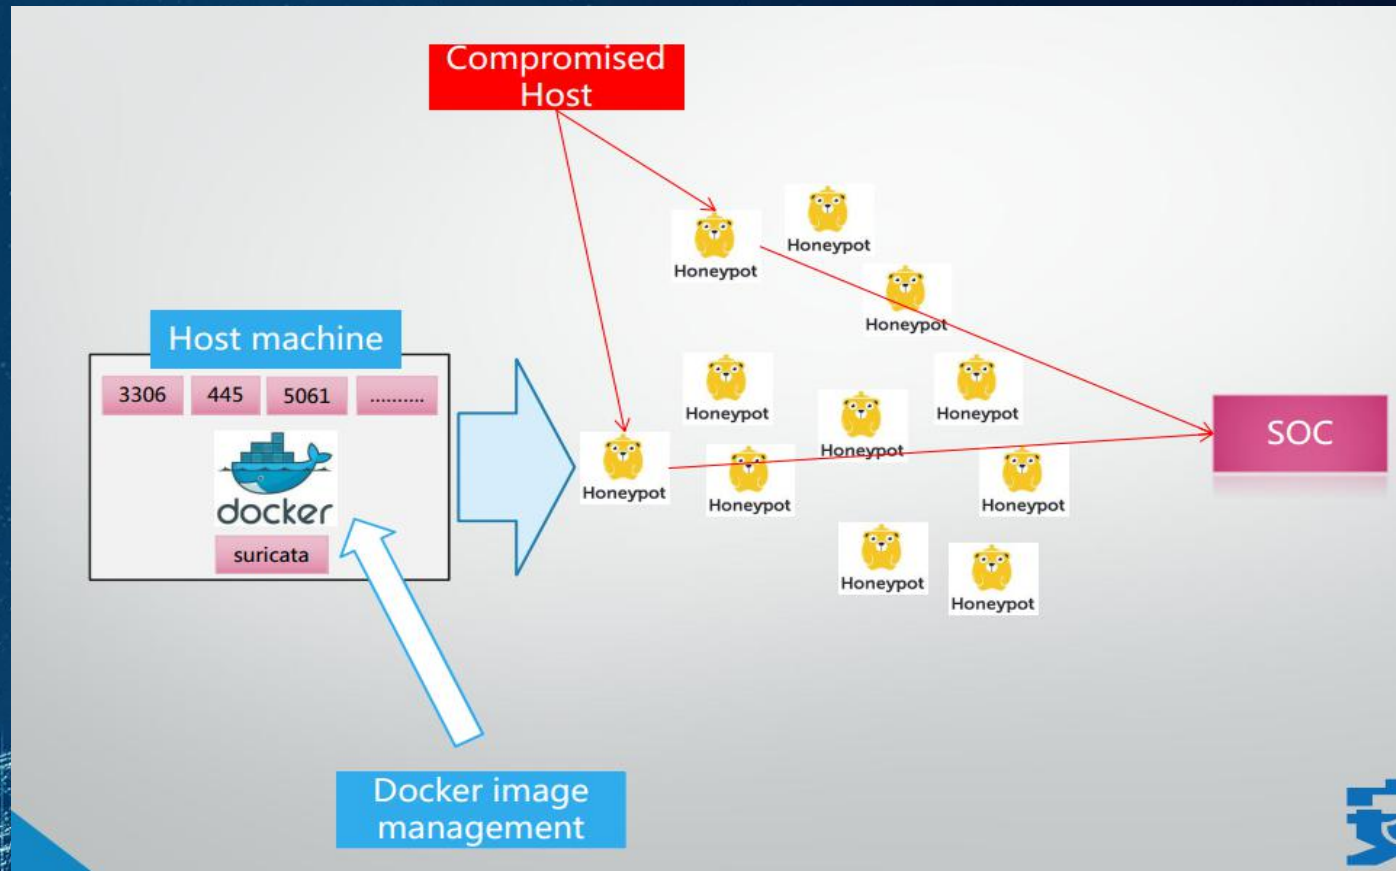 Compromised
Host
Honeypot
Honeypot
Honeypot
Host machine
3306 445 5061 ..........
docker
suricata
Honeypot
Honeypot
Honeypot
Honeypot
Honeypot
Honeypot
Honeypot
Honeypot
SOC
Docker image
management